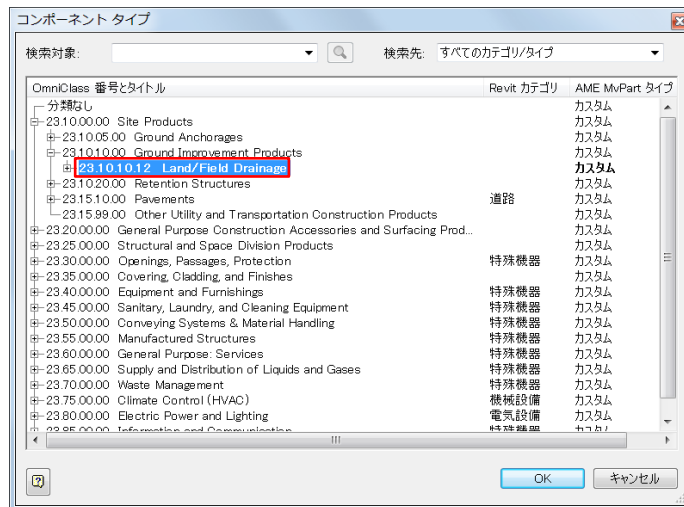 コンポーネント タイプ
検索対象: 検索先: すべてのカテゴリ/タイプ
OmniClass 番号とタイトル Revit カテゴリ AME MvPart タイプ
分類なし カスタム
23.10.00.00 Site Products カスタム
23.10.05.00 Ground Anchorages カスタム
23.10.10.00 Ground Improvement Products カスタム
23.10.10.12 Land/Field Drainage カスタム
23.10.20.00 Retention Structures カスタム
23.15.10.00 Pavements 道路 カスタム
23.15.99.00 Other Utility and Transportation Construction Products カスタム
23.20.00.00 General Purpose Construction Accessories and Surfacing Prod... カスタム
23.25.00.00 Structural and Space Division Products カスタム
23.30.00.00 Openings, Passages, Protection 特殊機器 カスタム
23.35.00.00 Covering, Cladding, and Finishes カスタム
23.40.00.00 Equipment and Furnishings 特殊機器 カスタム
23.45.00.00 Sanitary, Laundry, and Cleaning Equipment 特殊機器 カスタム
23.50.00.00 Conveying Systems & Material Handling 特殊機器 カスタム
23.55.00.00 Manufactured Structures 特殊機器 カスタム
23.60.00.00 General Purpose: Services 特殊機器 カスタム
23.65.00.00 Supply and Distribution of Liquids and Gases 特殊機器 カスタム
23.70.00.00 Waste Management 特殊機器 カスタム
23.75.00.00 Climate Control (HVAC) 機械設備 カスタム
23.80.00.00 Electric Power and Lighting 電気設備 カスタム
23.85.00.00 Information and Communication 特殊機器 カスタム
OK キャンセル